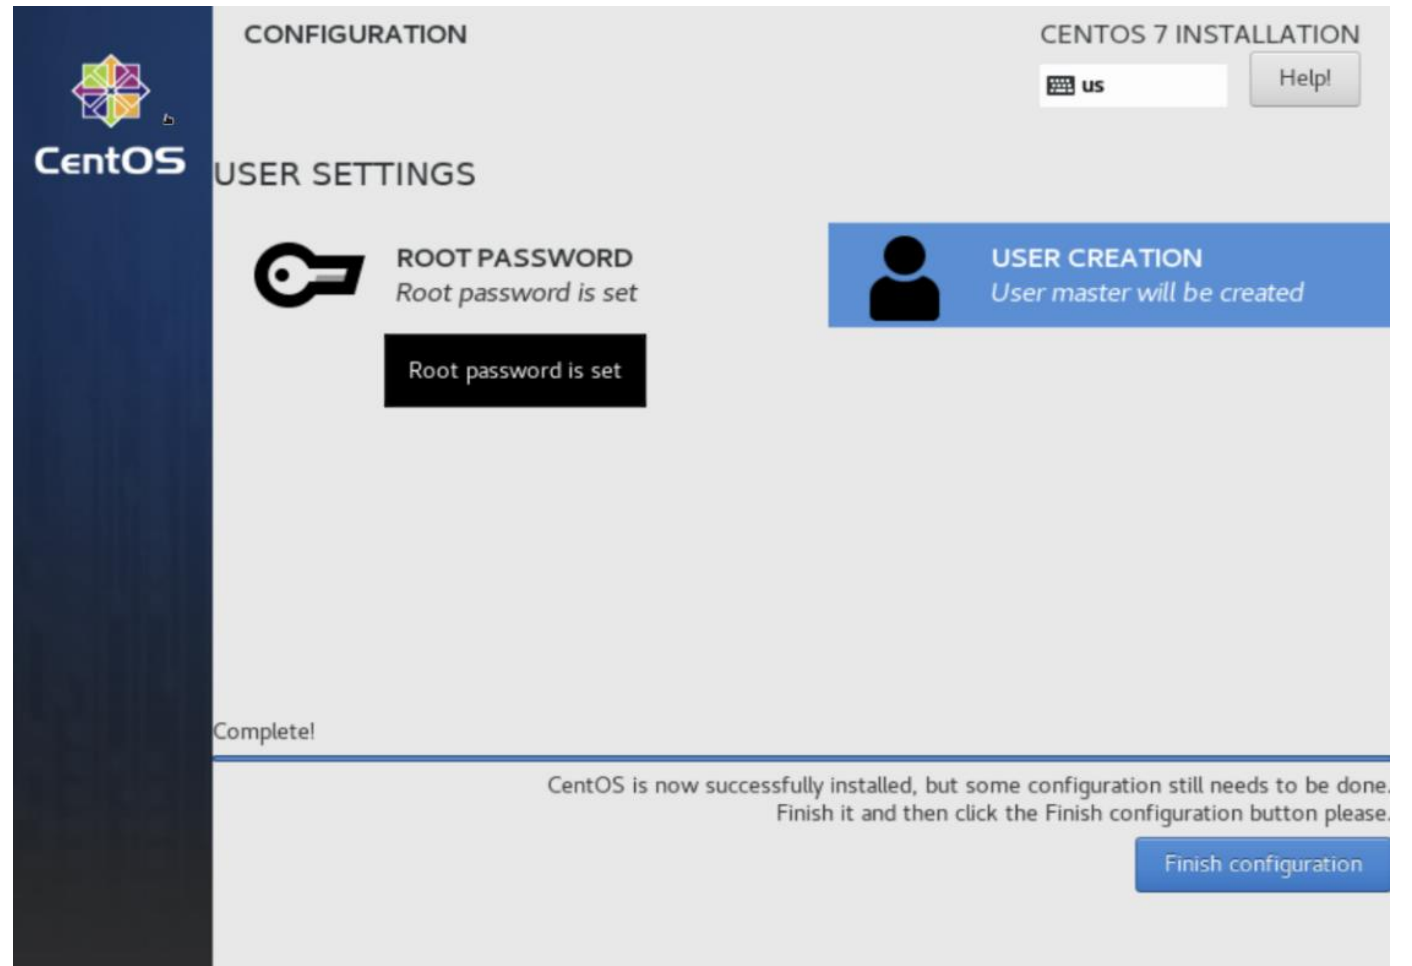 CONFIGURATION
CENTOS 7 INSTALLATION
us
Help!
CentOS
USER SETTINGS
ROOT PASSWORD
Root password is set
USER CREATION
User master will be created
Root password is set
Complete!
CentOS is now successfully installed, but some configuration still needs to be done.
Finish it and then click the Finish configuration button please.
Finish configuration